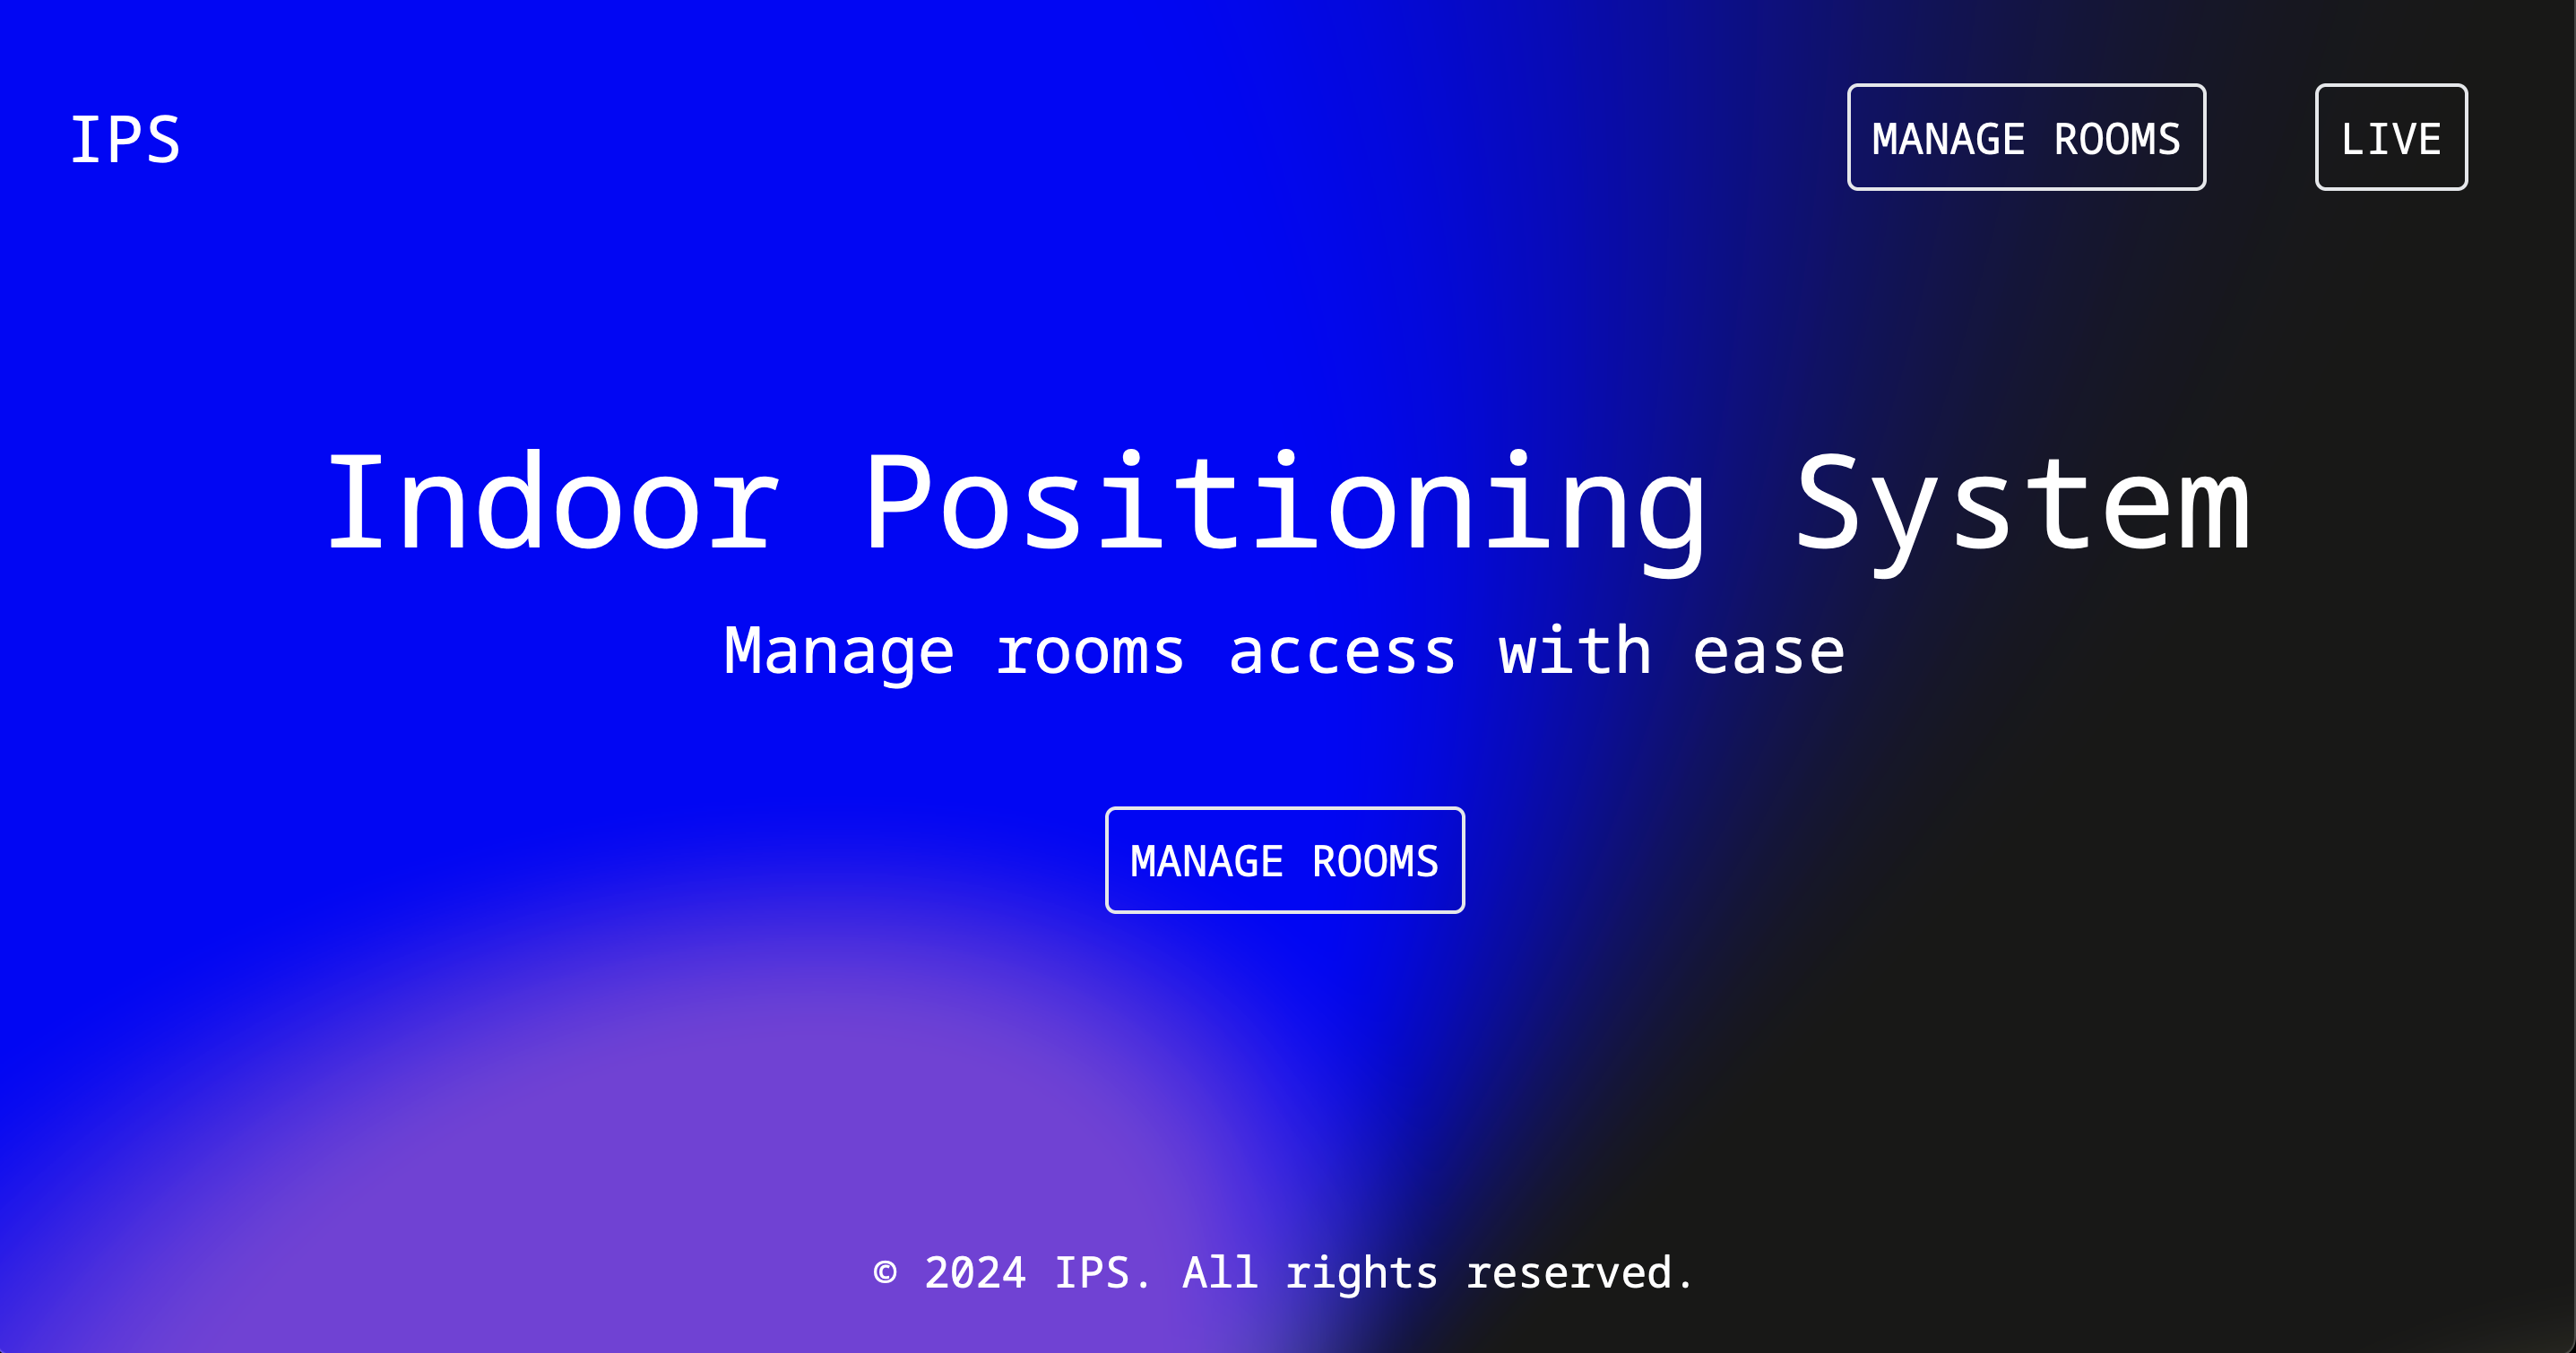 IPS
MANAGE ROOMS
LIVE
Indoor Positioning System
Manage rooms access with ease
MANAGE ROOMS
© 2024 IPS. All rights reserved.